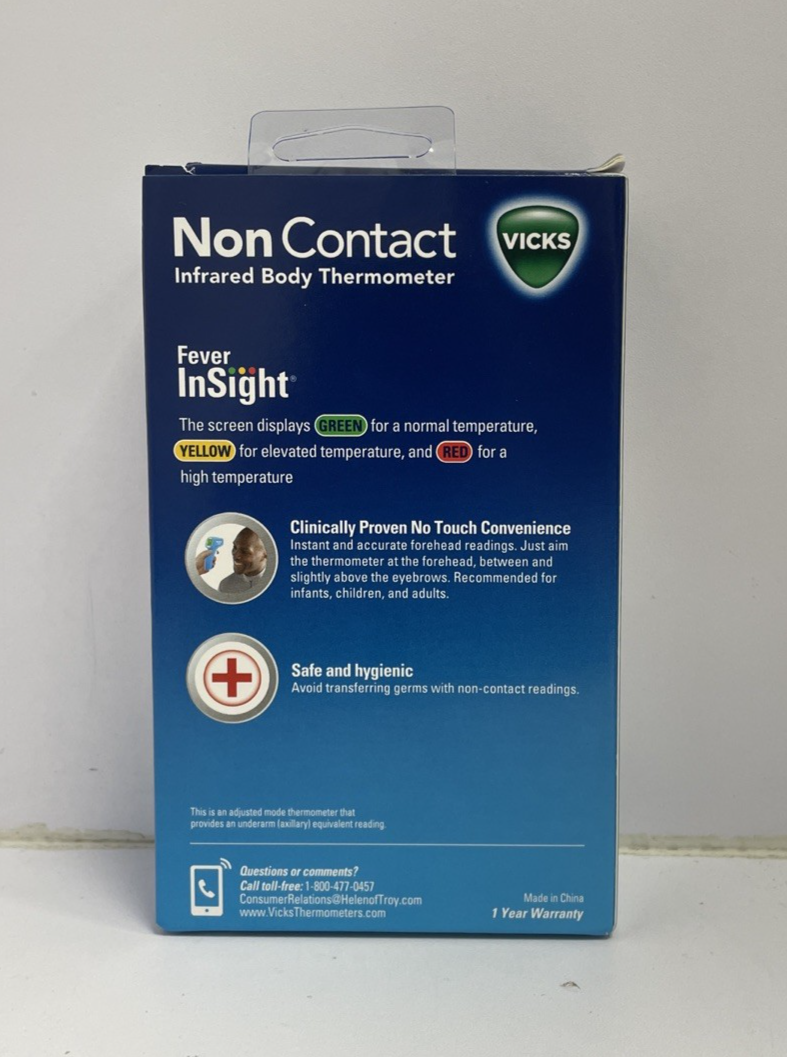 Non Contact
Infrared Body Thermometer
VICKS
Fever
InSight®
The screen displays GREEN for a normal temperature,
YELLOW for elevated temperature, and RED for a
high temperature
Clinically Proven No Touch Convenience
Instant and accurate forehead readings. Just aim
the thermometer at the forehead, between and
slightly above the eyebrows. Recommended for
infants, children, and adults.
Safe and hygienic
Avoid transferring germs with non-contact readings.
This is an adjusted mode thermometer that
provides an underarm (axillary) equivalent reading.
Questions or comments?
Call toll-free: 1-800-477-0457
ConsumerRelations@HelenofTroy.com
www.VicksThermometers.com
Made in China
1 Year Warranty